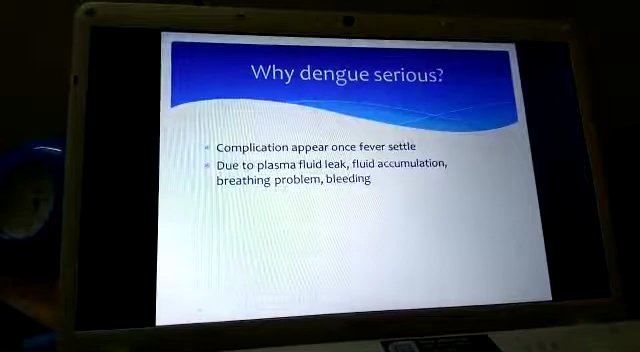 Why dengue serious?
Complication appear once fever settle
Due to plasma fluid leak, fluid accumulation,
breathing problem, bleeding